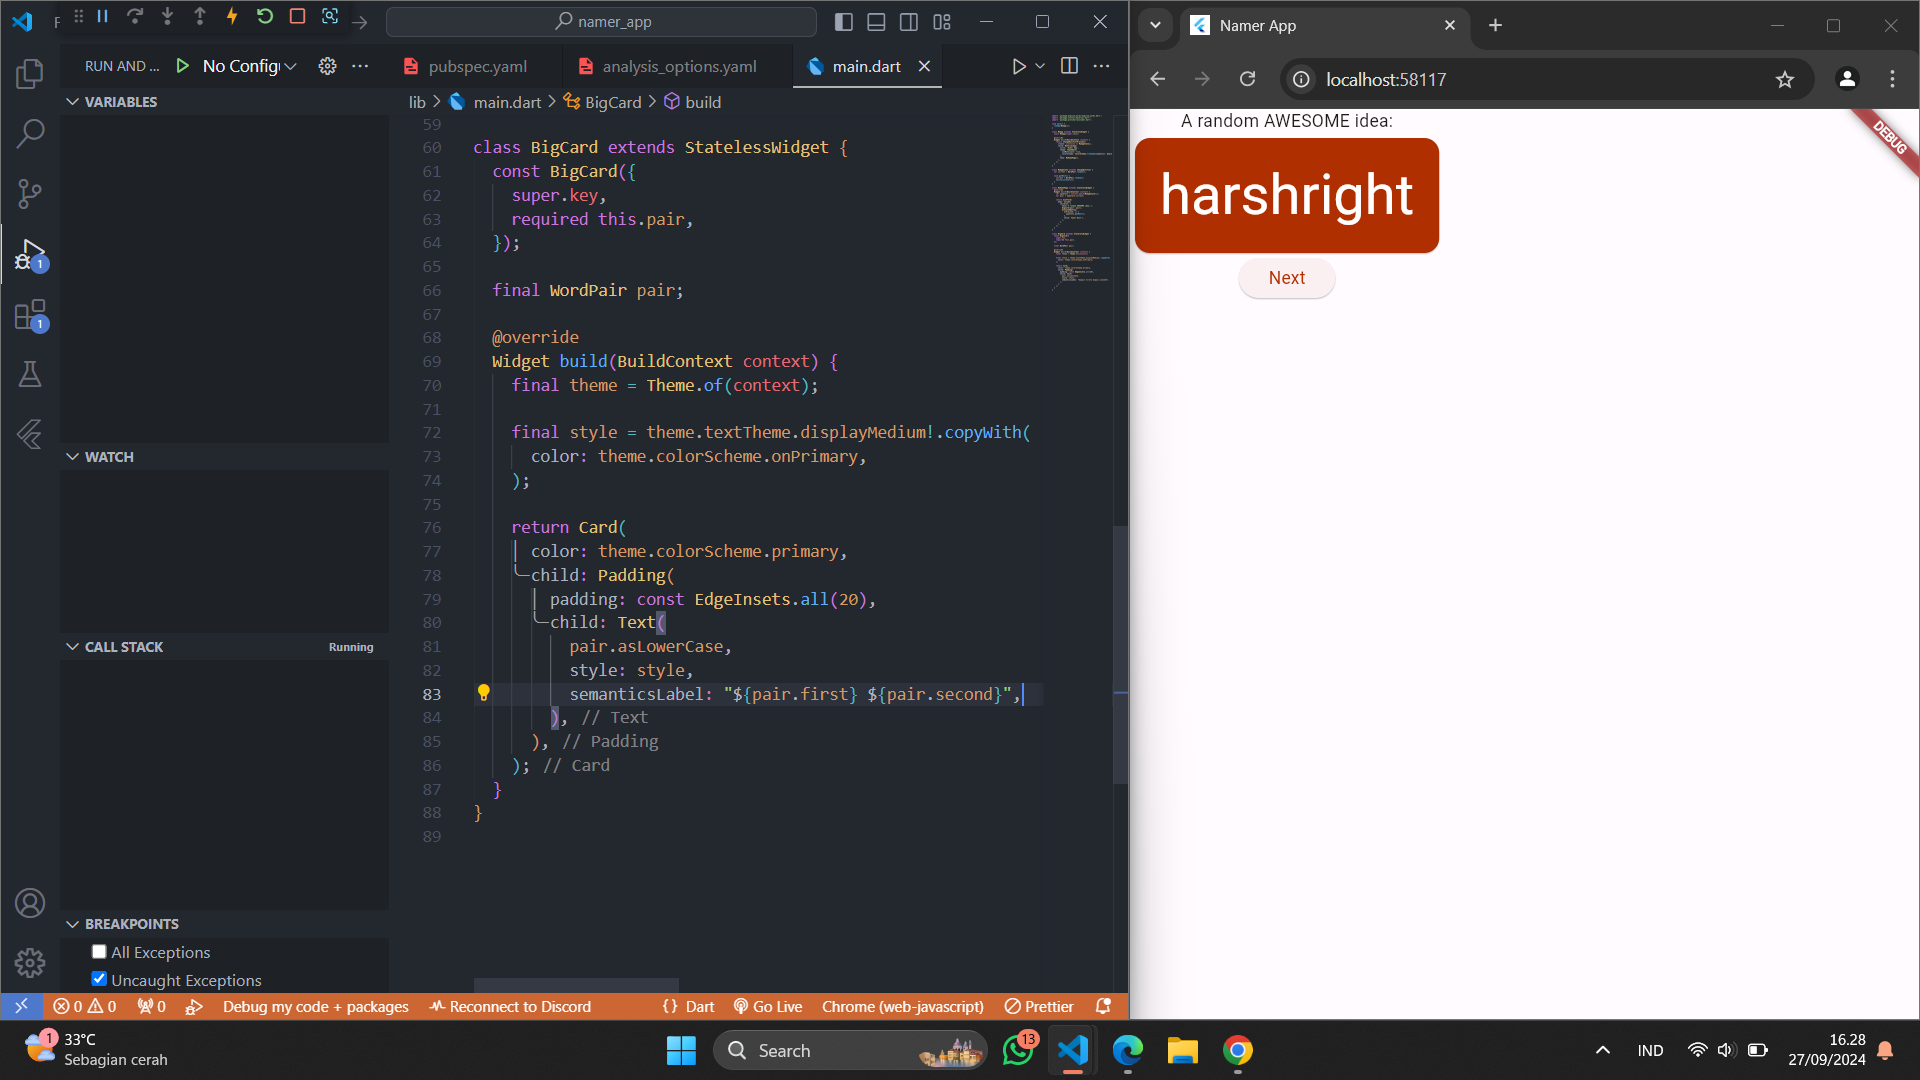 F
namer_app
RUN AND ...
No Config
pubspec.yaml
analysis_options.yaml
main.dart
lib
main.dart
BigCard
build
VARIABLES
WATCH
CALL STACK
Running
BREAKPOINTS
All Exceptions
Uncaught Exceptions
1
1
59
60 class BigCard extends StatelessWidget {
61 const BigCard({
62 super.key,
63 required this.pair,
64 });
65
66 final WordPair pair;
67
68 @override
69 Widget build(BuildContext context) {
70 final theme = Theme.of(context);
71
72 final style = theme.textTheme.displayMedium!.copyWith(
73 color: theme.colorScheme.onPrimary,
74 );
75
76 return Card(
77 color: theme.colorScheme.primary,
78 child: Padding(
79 padding: const EdgeInsets.all(20),
80 child: Text(
81 pair.asLowerCase,
82 style: style,
83 semanticsLabel: "${pair.first} ${pair.second}",
84 ), // Text
85 ), // Padding
86 ); // Card
87 }
88 }
89
0 0 0
Debug my code + packages
Reconnect to Discord
{} Dart
Go Live
Chrome (web-javascript)
Prettier
Namer App
localhost:58117
A random AWESOME idea:
harshright
Next
DEBUG
1
33°C
Sebagian cerah
Search
13
IND
16.28
27/09/2024